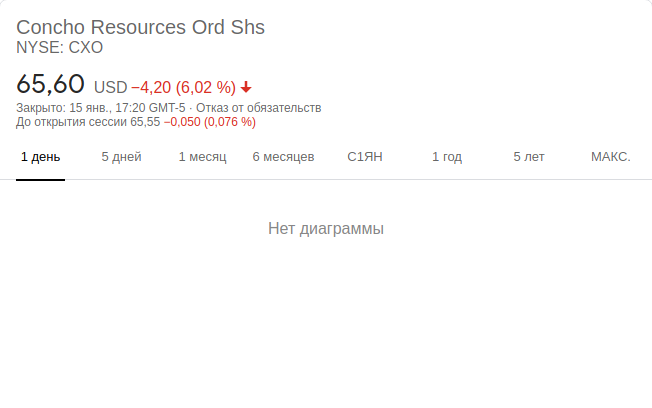 Concho Resources Ord Shs
NYSE: CXO
65,60 USD −4,20 (6,02 %)
Закрыто: 15 янв., 17:20 GMT-5 · Отказ от обязательств
До открытия сессии 65,55 −0,050 (0,076 %)
1 день 5 дней 1 месяц 6 месяцев С1ЯН 1 год 5 лет МАКС.
Нет диаграммы